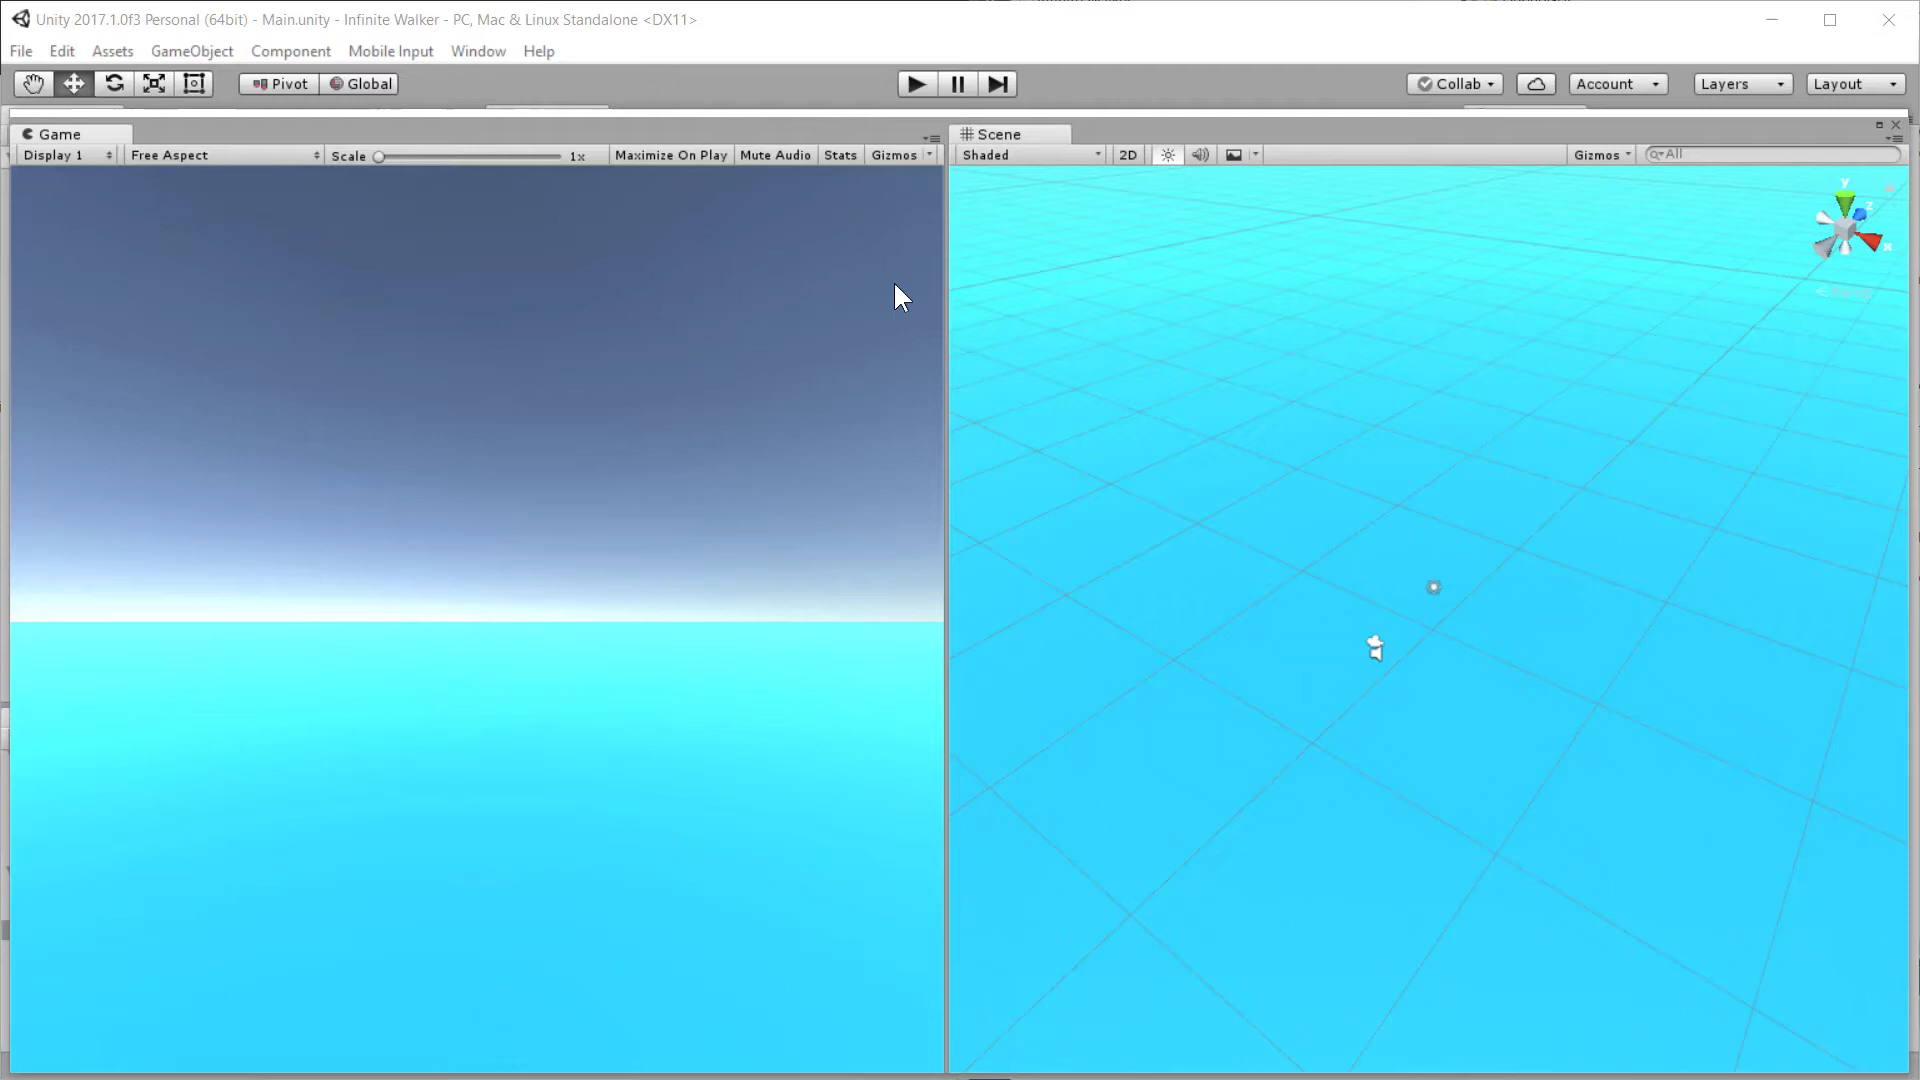 Unity 2017.1.0f3 Personal (64bit) - Main.unity - Infinite Walker - PC, Mac & Linux Standalone <DX11>
File Edit Assets GameObject Component Mobile Input Window Help
Pivot Global Collab Account Layers Layout
Game Scene
Display 1 Free Aspect Scale 1x Maximize On Play Mute Audio Stats Gizmos Shaded 2D Gizmos All
y
z
x
Persp